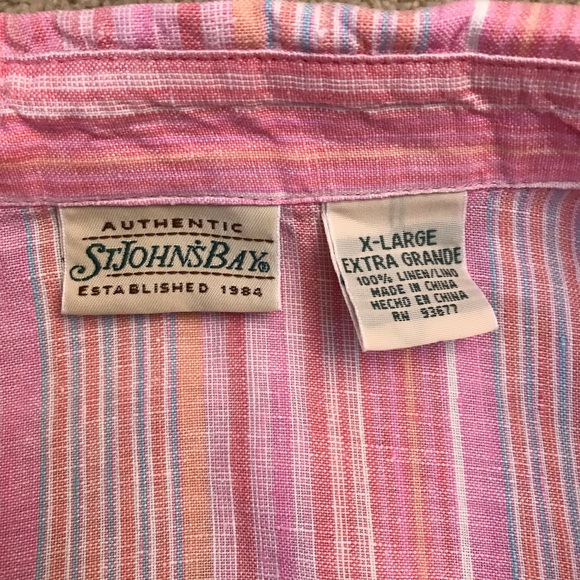 AUTHENTIC
ST.JOHN'S BAY®
ESTABLISHED 1984
X-LARGE
EXTRA GRANDE
100% LINEN/LINO
MADE IN CHINA
HECHO EN CHINA
RN 93677